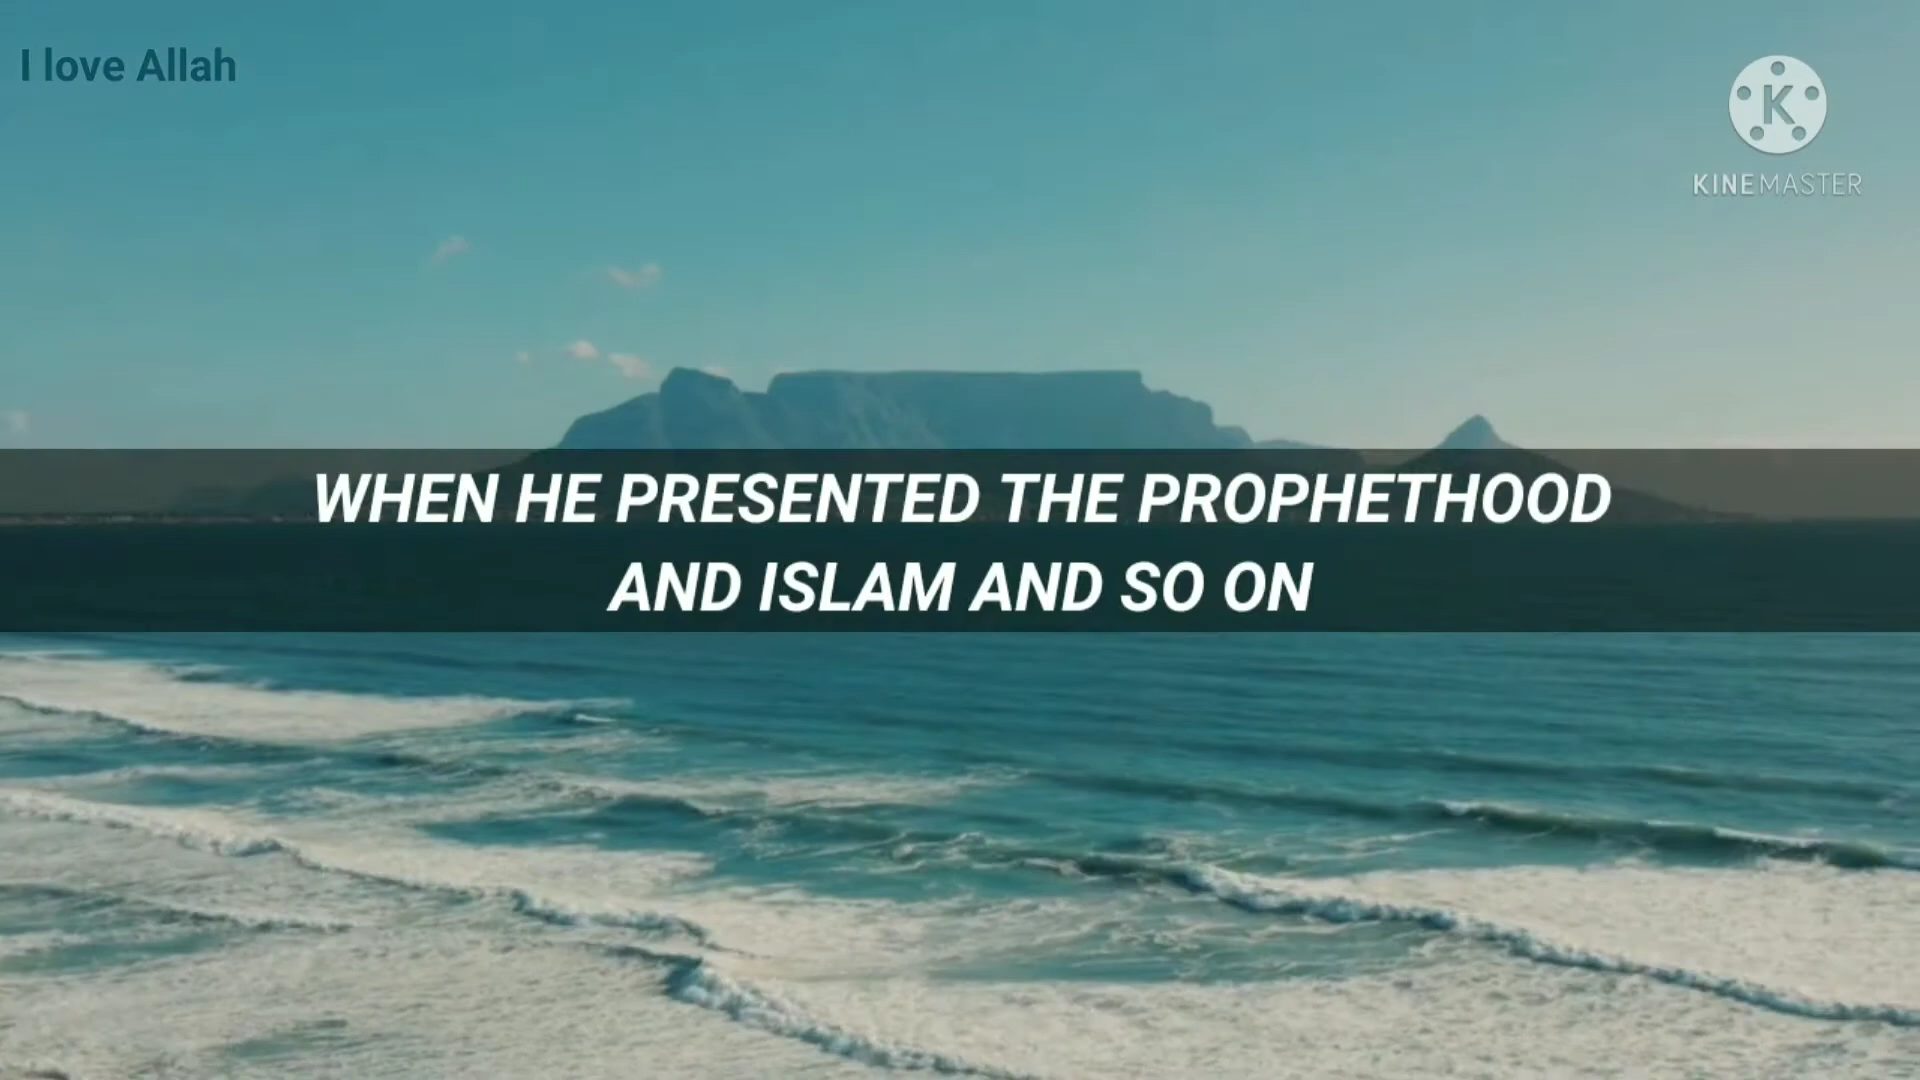 I love Allah
K
KINEMASTER
WHEN HE PRESENTED THE PROPHETHOOD
AND ISLAM AND SO ON